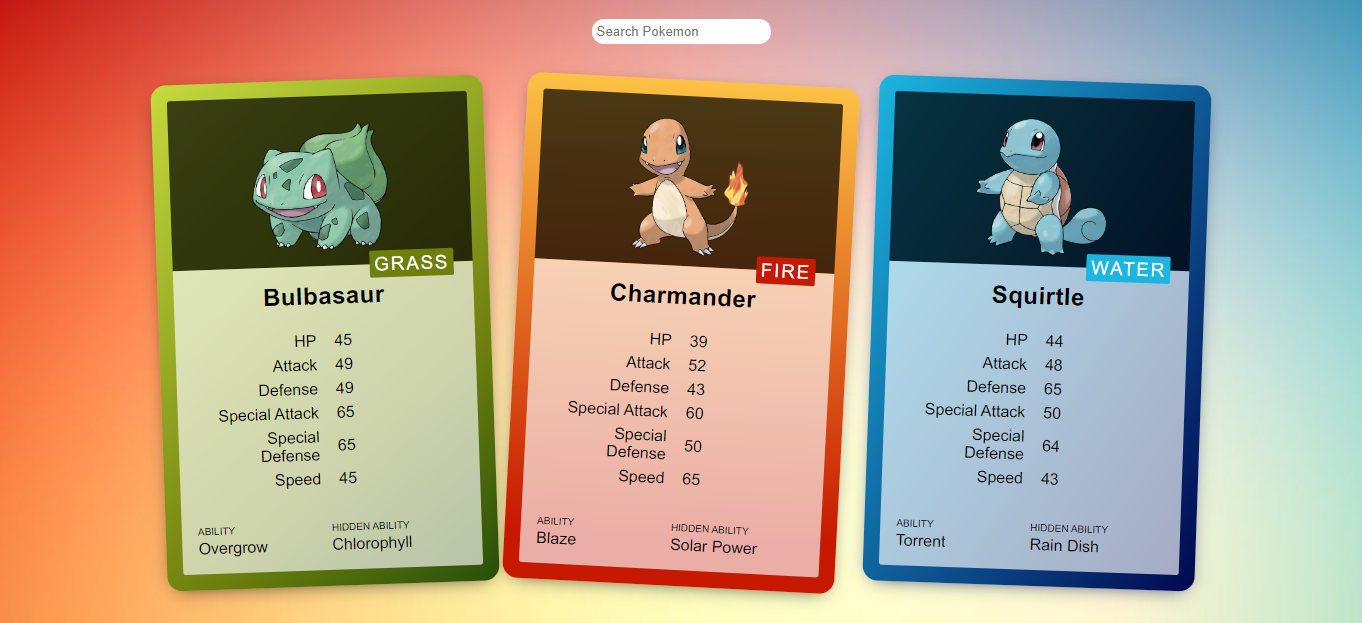 Search Pokemon
GRASS
Bulbasaur
HP 45
Attack 49
Defense 49
Special Attack 65
Special
Defense 65
Speed 45
ABILITY HIDDEN ABILITY
Overgrow Chlorophyll
FIRE
Charmander
HP 39
Attack 52
Defense 43
Special Attack 60
Special
Defense 50
Speed 65
ABILITY HIDDEN ABILITY
Blaze Solar Power
WATER
Squirtle
HP 44
Attack 48
Defense 65
Special Attack 50
Special
Defense 64
Speed 43
ABILITY HIDDEN ABILITY
Torrent Rain Dish